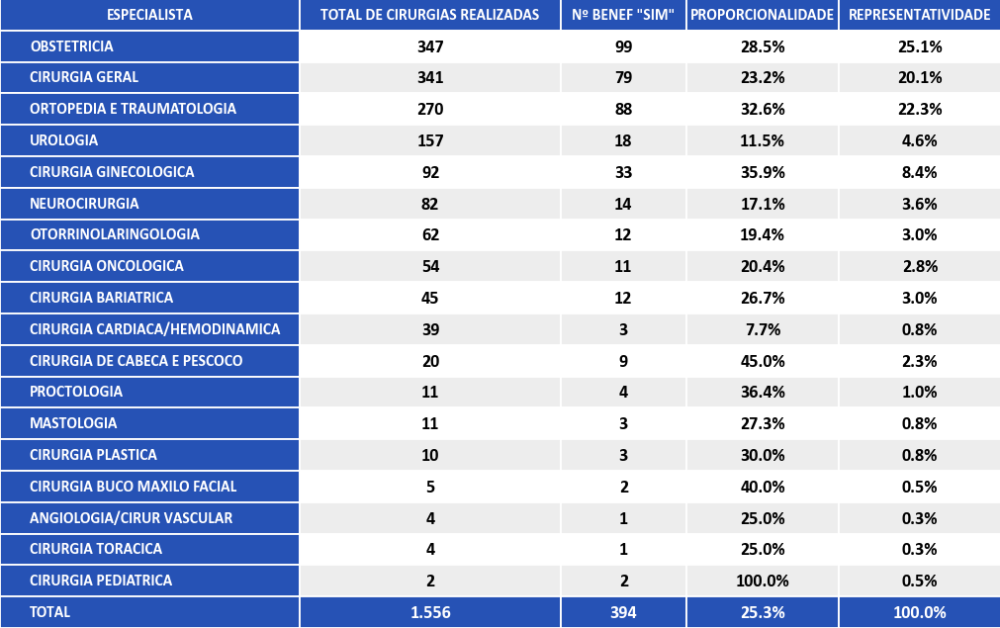 ESPECIALISTA TOTAL DE CIRURGIAS REALIZADAS Nº BENEF "SIM" PROPORCIONALIDADE REPRESENTATIVIDADE
OBSTETRICIA 347 99 28.5% 25.1%
CIRURGIA GERAL 341 79 23.2% 20.1%
ORTOPEDIA E TRAUMATOLOGIA 270 88 32.6% 22.3%
UROLOGIA 157 18 11.5% 4.6%
CIRURGIA GINECOLOGICA 92 33 35.9% 8.4%
NEUROCIRURGIA 82 14 17.1% 3.6%
OTORRINOLARINGOLOGIA 62 12 19.4% 3.0%
CIRURGIA ONCOLOGICA 54 11 20.4% 2.8%
CIRURGIA BARIATRICA 45 12 26.7% 3.0%
CIRURGIA CARDIACA/HEMODINAMICA 39 3 7.7% 0.8%
CIRURGIA DE CABECA E PESCOCO 20 9 45.0% 2.3%
PROCTOLOGIA 11 4 36.4% 1.0%
MASTOLOGIA 11 3 27.3% 0.8%
CIRURGIA PLASTICA 10 3 30.0% 0.8%
CIRURGIA BUCO MAXILO FACIAL 5 2 40.0% 0.5%
ANGIOLOGIA/CIRUR VASCULAR 4 1 25.0% 0.3%
CIRURGIA TORACICA 4 1 25.0% 0.3%
CIRURGIA PEDIATRICA 2 2 100.0% 0.5%
TOTAL 1.556 394 25.3% 100.0%